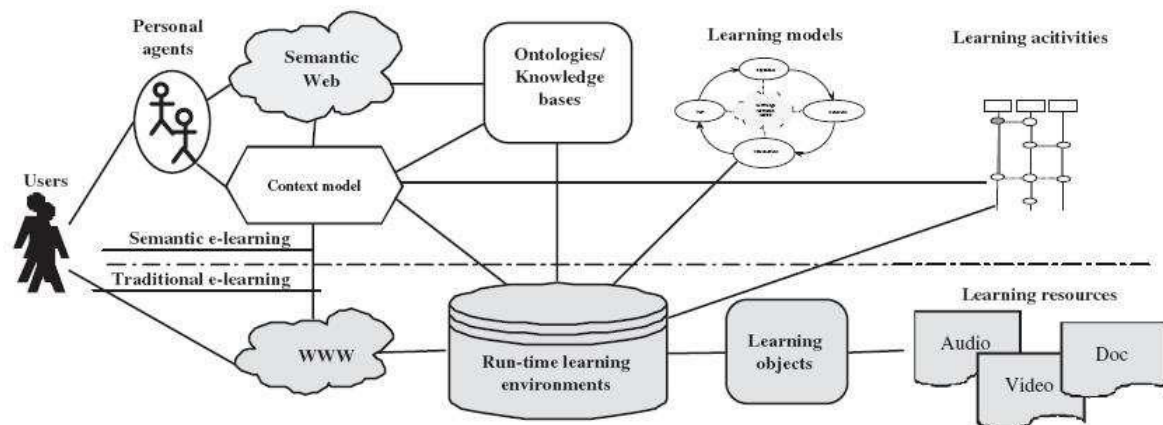 Personal
agents
Semantic
Web
Ontologies/
Knowledge
bases
Learning models
Learning acitivities
Users
Context model
Semantic e-learning
Traditional e-learning
WWW
Run-time learning
environments
Learning
objects
Learning resources
Audio
Video
Doc